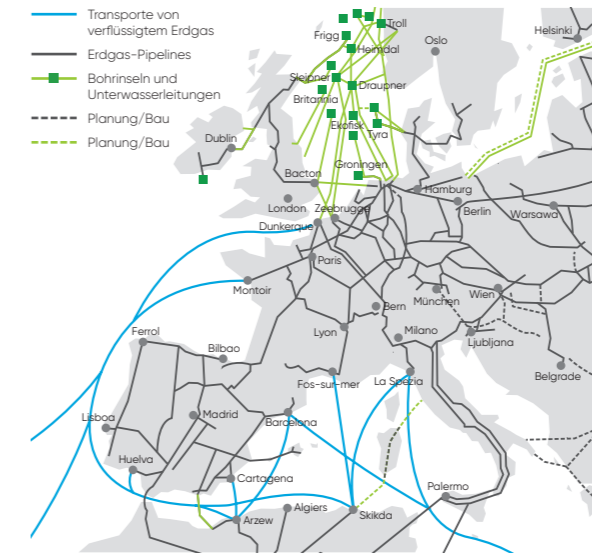 Transporte von
verflüssigtem Erdgas
Erdgas-Pipelines
Bohrinseln und
Unterwasserleitungen
Planung/Bau
Planung/Bau
Troll
Frigg
Heimdal
Oslo
Helsinki
Sleipner
Draupner
Britannia
Ekofisk
Tyra
Dublin
Groningen
Bacton
Hamburg
London
Zeebrugge
Berlin
Warsawa
Dunkerque
Paris
Montoir
München
Wien
Bern
Ferrol
Lyon
Milano
Ljubljana
Bilbao
Fos-sur-mer
La Spezia
Belgrade
Lisboa
Madrid
Barcelona
Huelva
Cartagena
Palermo
Arzew
Algiers
Skikda